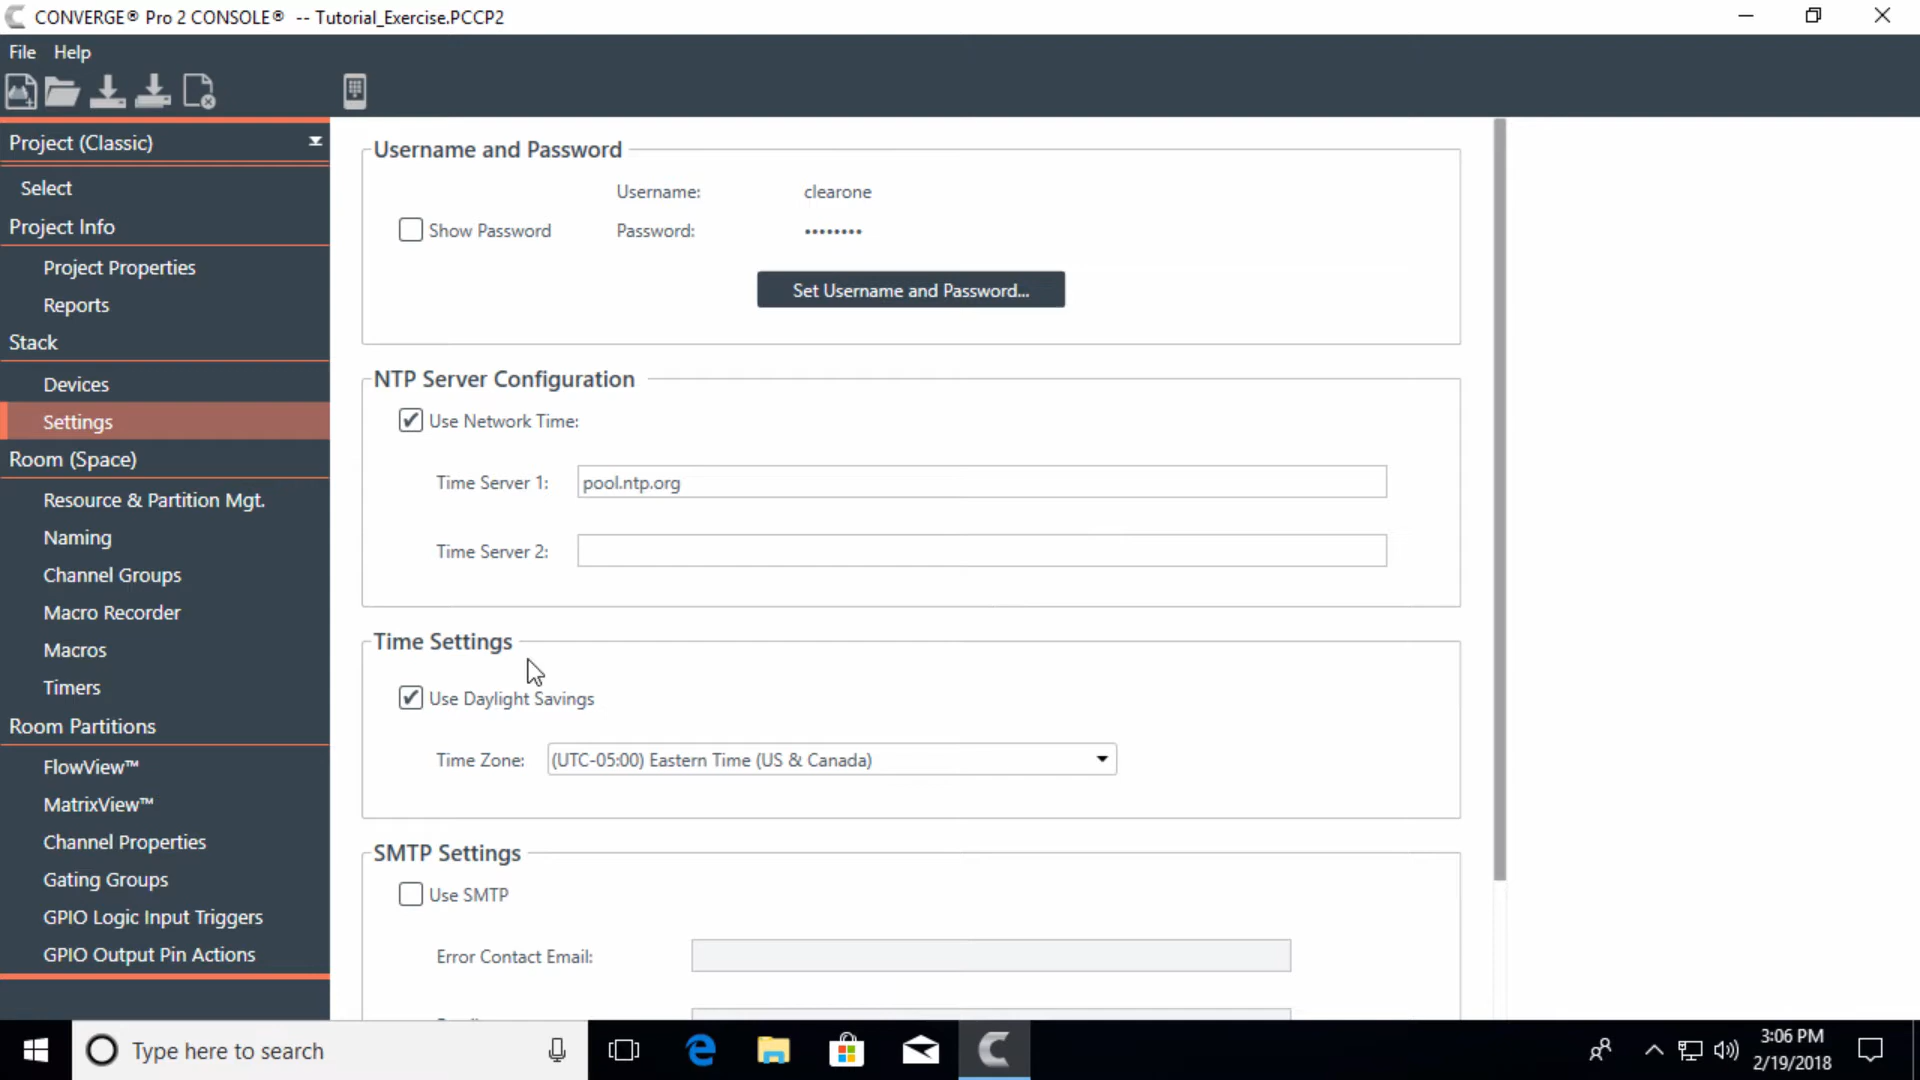 CONVERGE® Pro 2 CONSOLE® -- Tutorial_Exercise.PCCP2
File Help
Project (Classic)
Select
Project Info
Project Properties
Reports
Stack
Devices
Settings
Room (Space)
Resource & Partition Mgt.
Naming
Channel Groups
Macro Recorder
Macros
Timers
Room Partitions
FlowView™
MatrixView™
Channel Properties
Gating Groups
GPIO Logic Input Triggers
GPIO Output Pin Actions
Username and Password
Username: clearone
Show Password Password: ••••••••
Set Username and Password...
NTP Server Configuration
Use Network Time:
Time Server 1: pool.ntp.org
Time Server 2:
Time Settings
Use Daylight Savings
Time Zone: (UTC-05:00) Eastern Time (US & Canada)
SMTP Settings
Use SMTP
Error Contact Email:
Type here to search
3:06 PM
2/19/2018